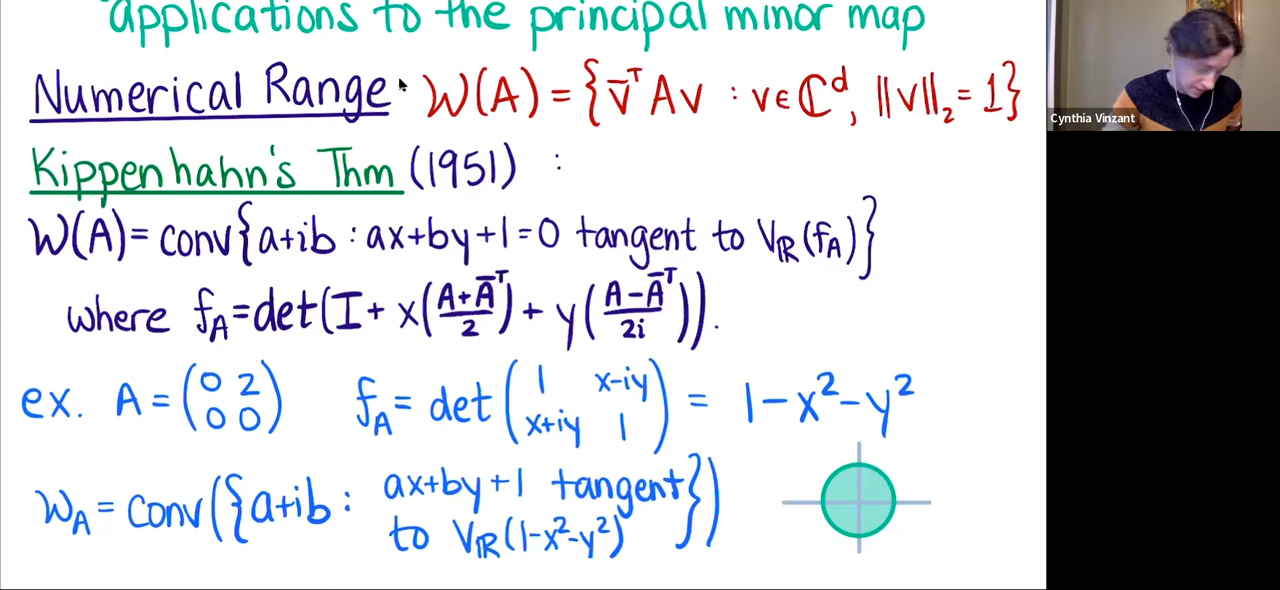 applications to the principal minor map
Numerical Range W(A) = {v̅ᵀAv : v∈ℂᵈ, ||v||₂ = 1}
Cynthia Vinzant
Kippenhahn's Thm (1951) :
W(A) = conv{a+ib : ax+by+1=0 tangent to V_ℝ(f_A)}
where f_A = det(I + x((A+A̅ᵀ)/2) + y((A-A̅ᵀ)/2i)).
ex. A = (0 2; 0 0) f_A = det(1 x-iy; x+iy 1) = 1-x²-y²
W_A = conv({a+ib : ax+by+1 tangent
to V_ℝ(1-x²-y²)})